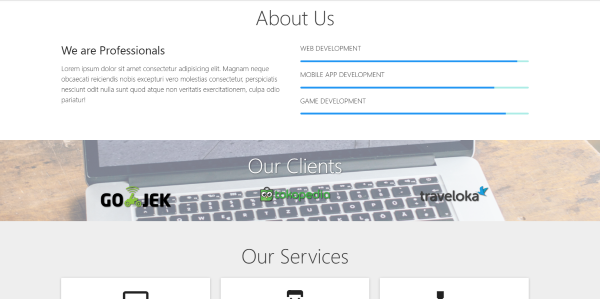 About Us
We are Professionals
Lorem ipsum dolor sit amet consectetur adipisicing elit. Magnam neque
obcaecati reiciendis nobis excepturi vero molestias consectetur, perspiciatis
nesciunt odit nulla sunt quod atque non veritatis exercitationem, culpa odio
pariatur!
WEB DEVELOPMENT
MOBILE APP DEVELOPMENT
GAME DEVELOPMENT
Our Clients
GO JEK
tokopedia
traveloka
Our Services